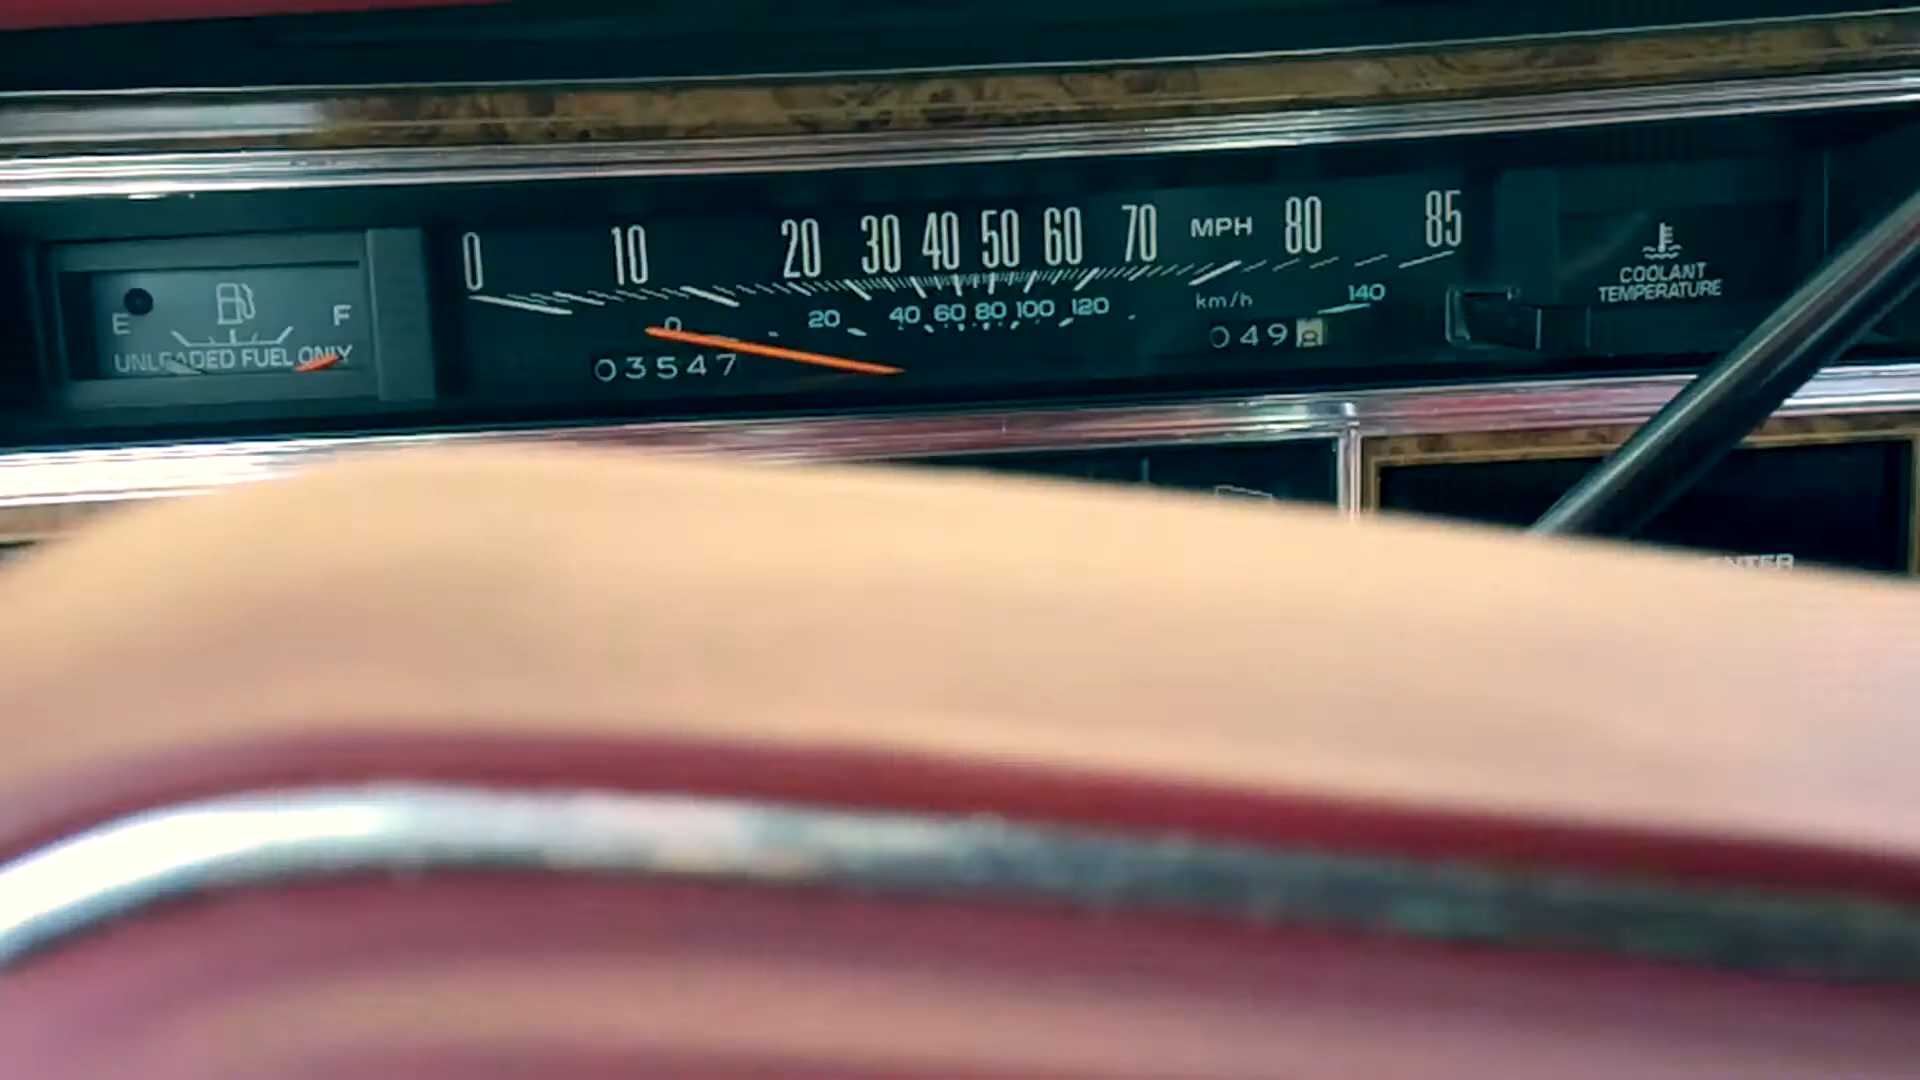 0 10 20 30 40 50 60 70 MPH 80 85
20 40 60 80 100 120 km/h 140
0
03547
049
E F
UNLEADED FUEL ONLY
COOLANT
TEMPERATURE